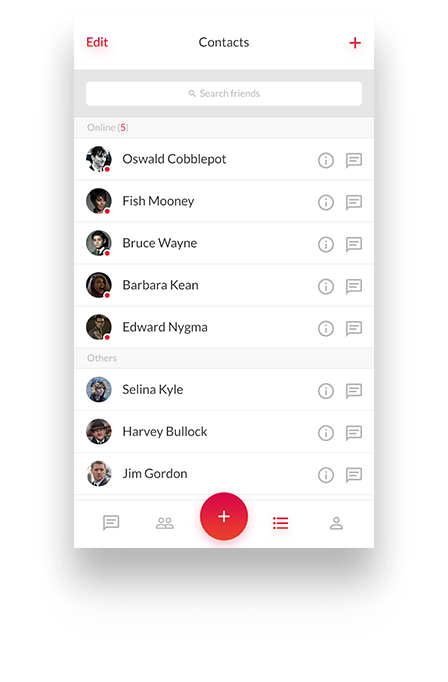 Edit Contacts +
Search friends
Online (5)
Oswald Cobblepot
Fish Mooney
Bruce Wayne
Barbara Kean
Edward Nygma
Others
Selina Kyle
Harvey Bullock
Jim Gordon